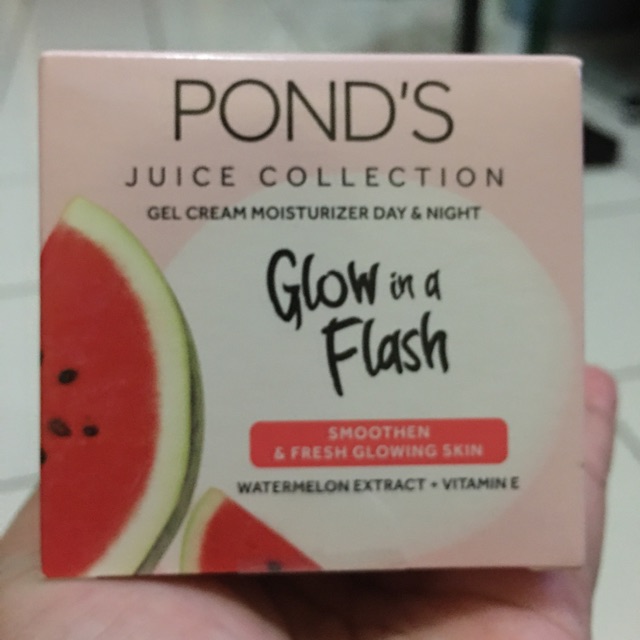 POND'S
JUICE COLLECTION
GEL CREAM MOISTURIZER DAY & NIGHT
Glow in a
Flash
SMOOTHEN
& FRESH GLOWING SKIN
WATERMELON EXTRACT + VITAMIN E